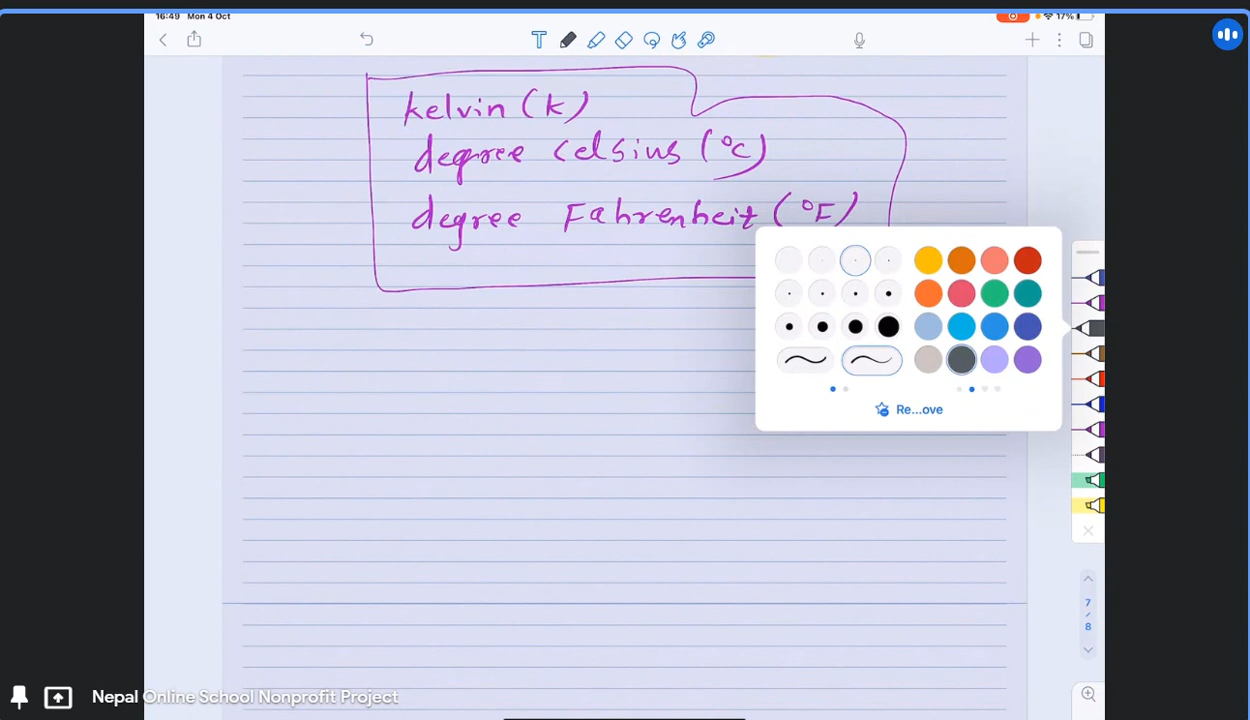 16:49 Mon 4 Oct
17%
T
kelvin (k)
degree celsius (°c)
degree Fahrenheit (°F)
Re...ove
7
/
8
Nepal Online School Nonprofit Project